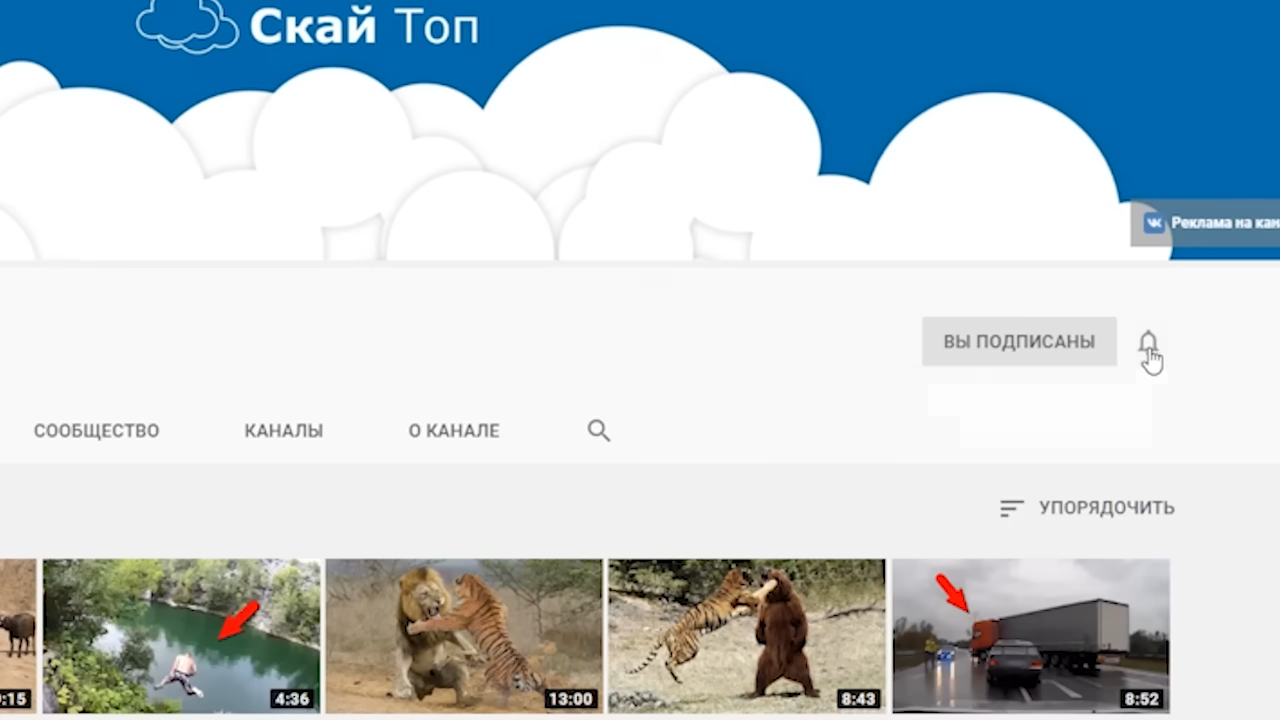 Скай Топ
Реклама на кан
ВЫ ПОДПИСАНЫ
СООБЩЕСТВО КАНАЛЫ О КАНАЛЕ
УПОРЯДОЧИТЬ
:15 4:36 13:00 8:43 8:52